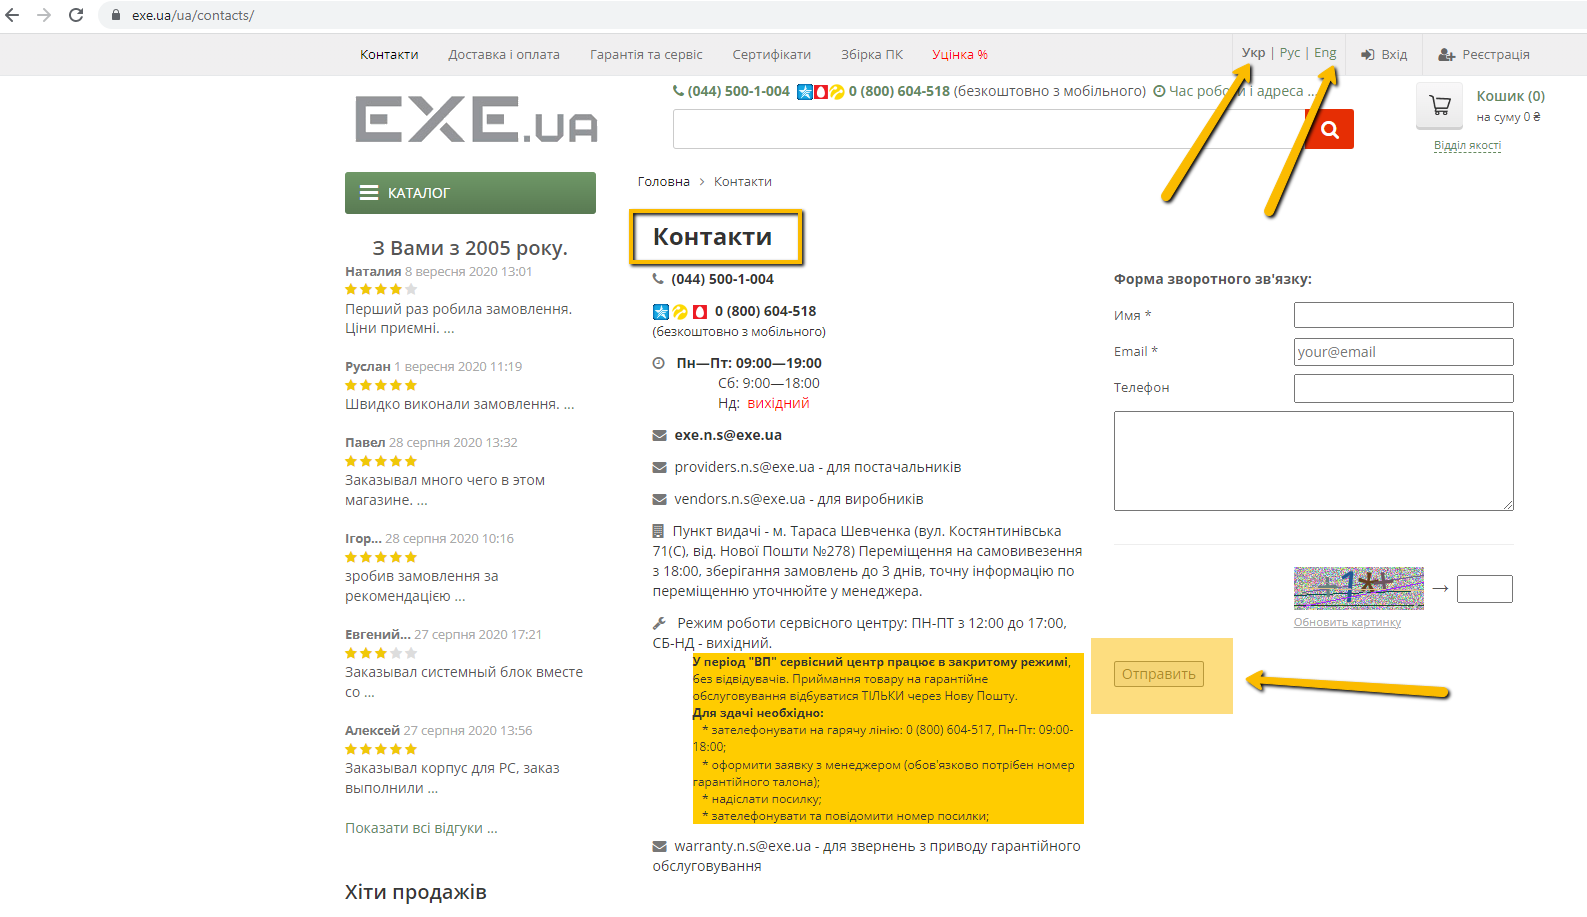 exe.ua/ua/contacts/
Контакти Доставка і оплата Гарантія та сервіс Сертифікати Збірка ПК Уцінка % Укр | Рус | Eng Вхід Реєстрація
EXE.UA
(044) 500-1-004 0 (800) 604-518 (безкоштовно з мобільного) Час роботи і адреса ...
Кошик (0)
на суму 0 ₴
Відділ якості
КАТАЛОГ
З Вами з 2005 року.
Наталия 8 вересня 2020 13:01
Перший раз робила замовлення.
Ціни приємні. ...
Руслан 1 вересня 2020 11:19
Швидко виконали замовлення. ...
Павел 28 серпня 2020 13:32
Заказывал много чего в этом
магазине. ...
Ігор... 28 серпня 2020 10:16
зробив замовлення за
рекомендацією ...
Евгений... 27 серпня 2020 17:21
Заказывал системный блок вместе
со ...
Алексей 27 серпня 2020 13:56
Заказывал корпус для PC, заказ
выполнили ...
Показати всі відгуки ...
Хіти продажів
Головна > Контакти
Контакти
(044) 500-1-004
0 (800) 604-518
(безкоштовно з мобільного)
Пн—Пт: 09:00—19:00
Сб: 9:00—18:00
Нд: вихідний
exe.n.s@exe.ua
providers.n.s@exe.ua - для постачальників
vendors.n.s@exe.ua - для виробників
Пункт видачі - м. Тараса Шевченка (вул. Костянтинівська
71(С), від. Нової Пошти №278) Переміщення на самовивезення
з 18:00, зберігання замовлень до 3 днів, точну інформацію по
переміщенню уточнюйте у менеджера.
Режим роботи сервісного центру: ПН-ПТ з 12:00 до 17:00,
СБ-НД - вихідний.
У період "ВП" сервісний центр працює в закритому режимі,
без відвідувачів. Приймання товару на гарантійне
обслуговування відбуватися ТІЛЬКИ через Нову Пошту.
Для здачі необхідно:
* зателефонувати на гарячу лінію: 0 (800) 604-517, Пн-Пт: 09:00-
18:00;
* оформити заявку з менеджером (обов'язково потрібен номер
гарантійного талона);
* надіслати посилку;
* зателефонувати та повідомити номер посилки;
warranty.n.s@exe.ua - для звернень з приводу гарантійного
обслуговування
Форма зворотного зв'язку:
Имя *
Email * your@email
Телефон
→
Обновить картинку
Отправить